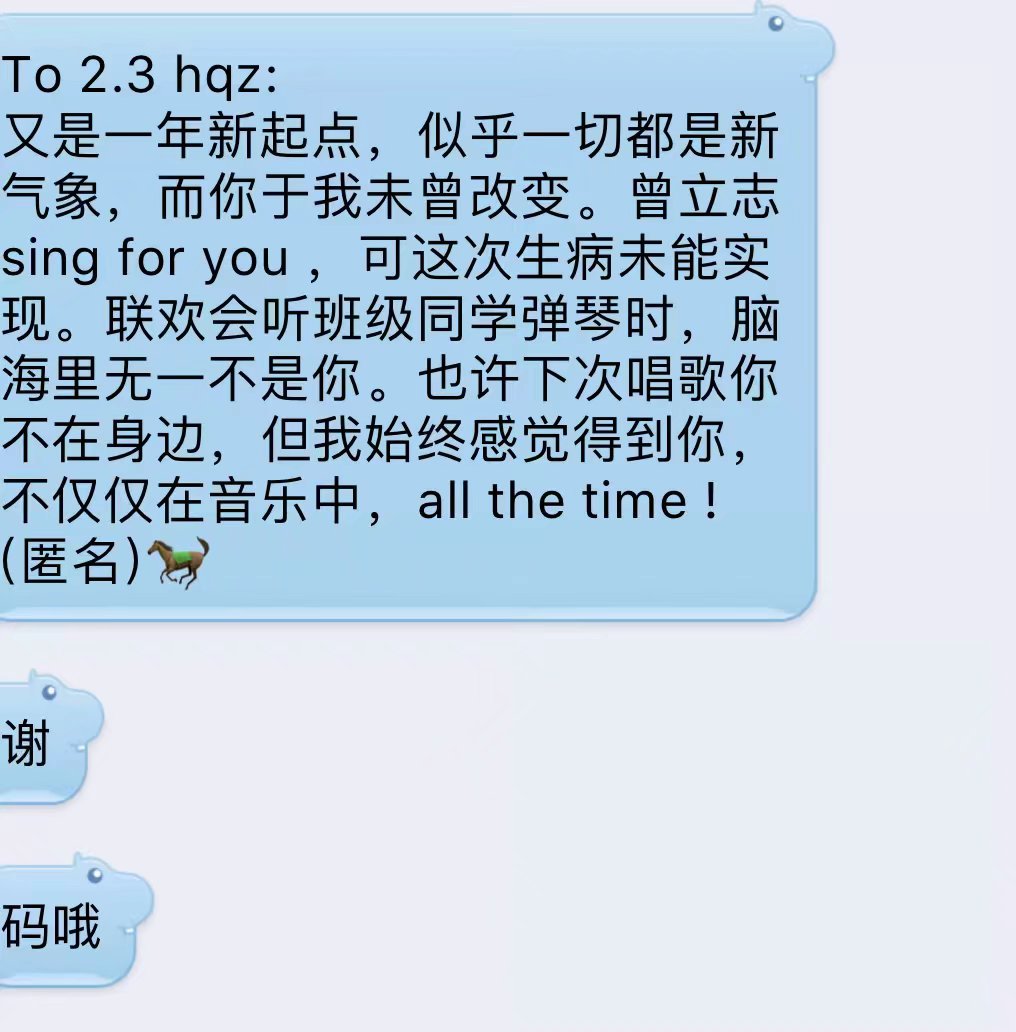 To 2.3 hqz:
又是一年新起点，似乎一切都是新
气象，而你于我未曾改变。曾立志
sing for you ，可这次生病未能实
现。联欢会听班级同学弹琴时，脑
海里无一不是你。也许下次唱歌你
不在身边，但我始终感觉得到你，
不仅仅在音乐中，all the time !
(匿名)🐎
谢
码哦